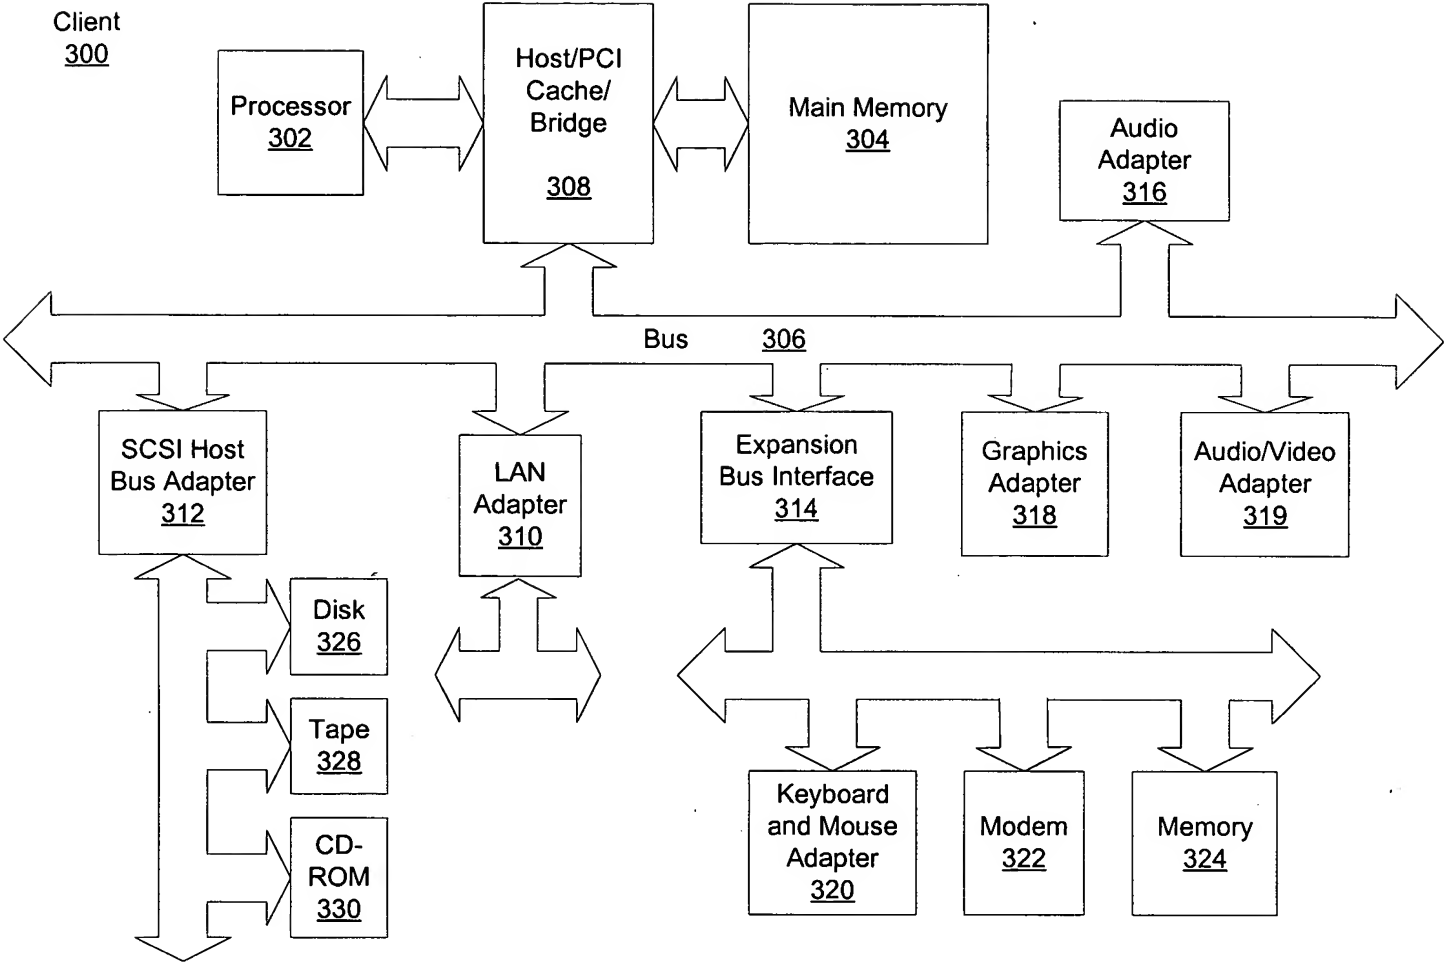 Client
300
Processor
302
Host/PCI
Cache/
Bridge
308
Main Memory
304
Audio
Adapter
316
Bus 306
SCSI Host
Bus Adapter
312
LAN
Adapter
310
Expansion
Bus Interface
314
Graphics
Adapter
318
Audio/Video
Adapter
319
Disk
326
Tape
328
CD-
ROM
330
Keyboard
and Mouse
Adapter
320
Modem
322
Memory
324